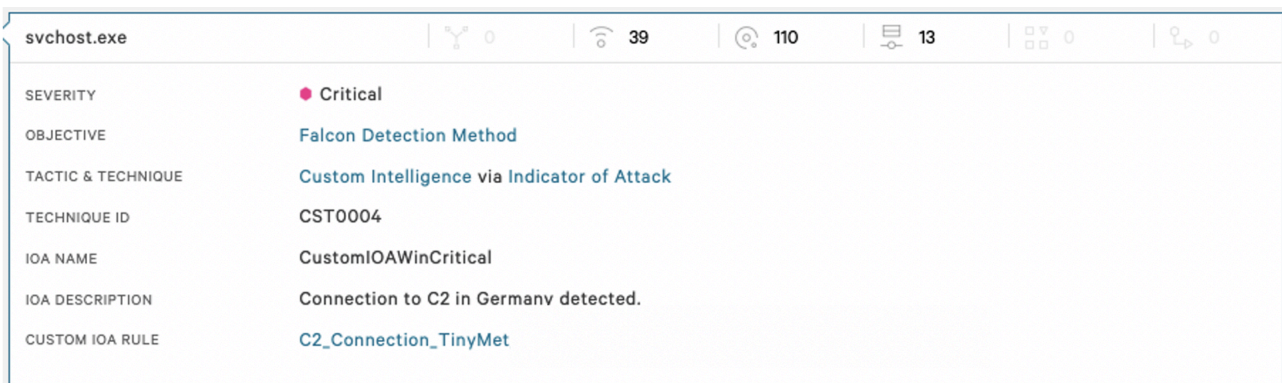 svchost.exe 0 39 110 13 0 0
SEVERITY Critical
OBJECTIVE Falcon Detection Method
TACTIC & TECHNIQUE Custom Intelligence via Indicator of Attack
TECHNIQUE ID CST0004
IOA NAME CustomIOAWinCritical
IOA DESCRIPTION Connection to C2 in Germany detected.
CUSTOM IOA RULE C2_Connection_TinyMet